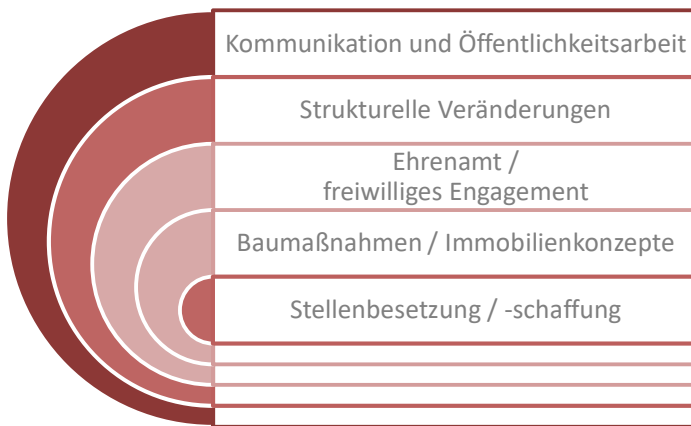 Kommunikation und Öffentlichkeitsarbeit
Strukturelle Veränderungen
Ehrenamt /
freiwilliges Engagement
Baumaßnahmen / Immobilienkonzepte
Stellenbesetzung / -schaffung